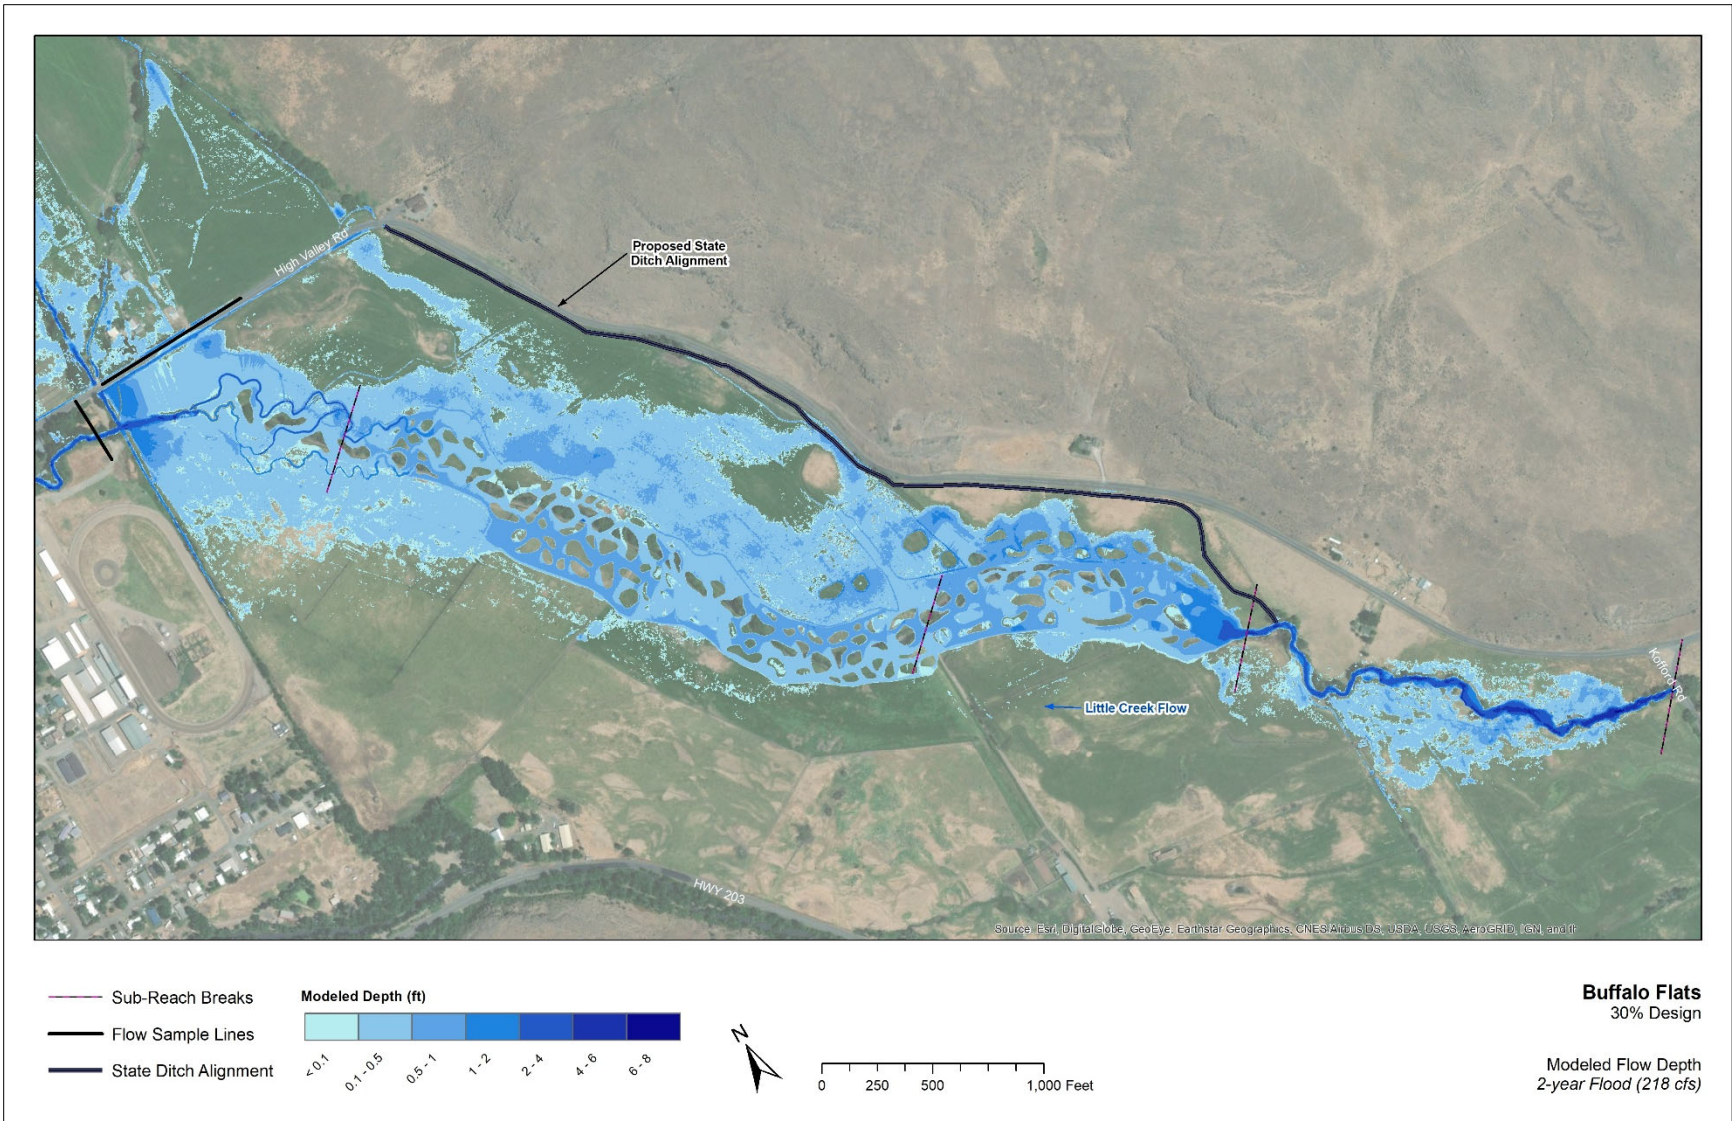 High Valley Rd
Proposed State
Ditch Alignment
Little Creek Flow
Kofford Rd
HWY 203
Source: Esri, DigitalGlobe, GeoEye, Earthstar Geographics, CNES/Airbus DS, USDA, USGS, AeroGRID, IGN, and th
Sub-Reach Breaks
Flow Sample Lines
State Ditch Alignment
Modeled Depth (ft)
< 0.1
0.1 - 0.5
0.5 - 1
1 - 2
2 - 4
4 - 6
6 - 8
N
0 250 500 1,000 Feet
Buffalo Flats
30% Design
Modeled Flow Depth
2-year Flood (218 cfs)